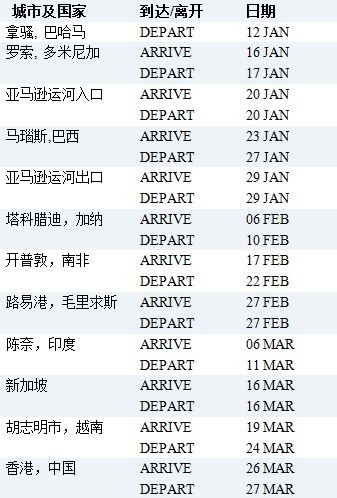 城市及国家 到达/离开 日期
拿骚, 巴哈马 DEPART 12 JAN
罗索, 多米尼加 ARRIVE 16 JAN
DEPART 17 JAN
亚马逊运河入口 ARRIVE 20 JAN
DEPART 20 JAN
马瑙斯,巴西 ARRIVE 23 JAN
DEPART 27 JAN
亚马逊运河出口 ARRIVE 29 JAN
DEPART 29 JAN
塔科腊迪，加纳 ARRIVE 06 FEB
DEPART 10 FEB
开普敦，南非 ARRIVE 17 FEB
DEPART 22 FEB
路易港，毛里求斯 ARRIVE 27 FEB
DEPART 27 FEB
陈奈，印度 ARRIVE 06 MAR
DEPART 11 MAR
新加坡 ARRIVE 16 MAR
DEPART 16 MAR
胡志明市，越南 ARRIVE 19 MAR
DEPART 24 MAR
香港，中国 ARRIVE 26 MAR
DEPART 27 MAR